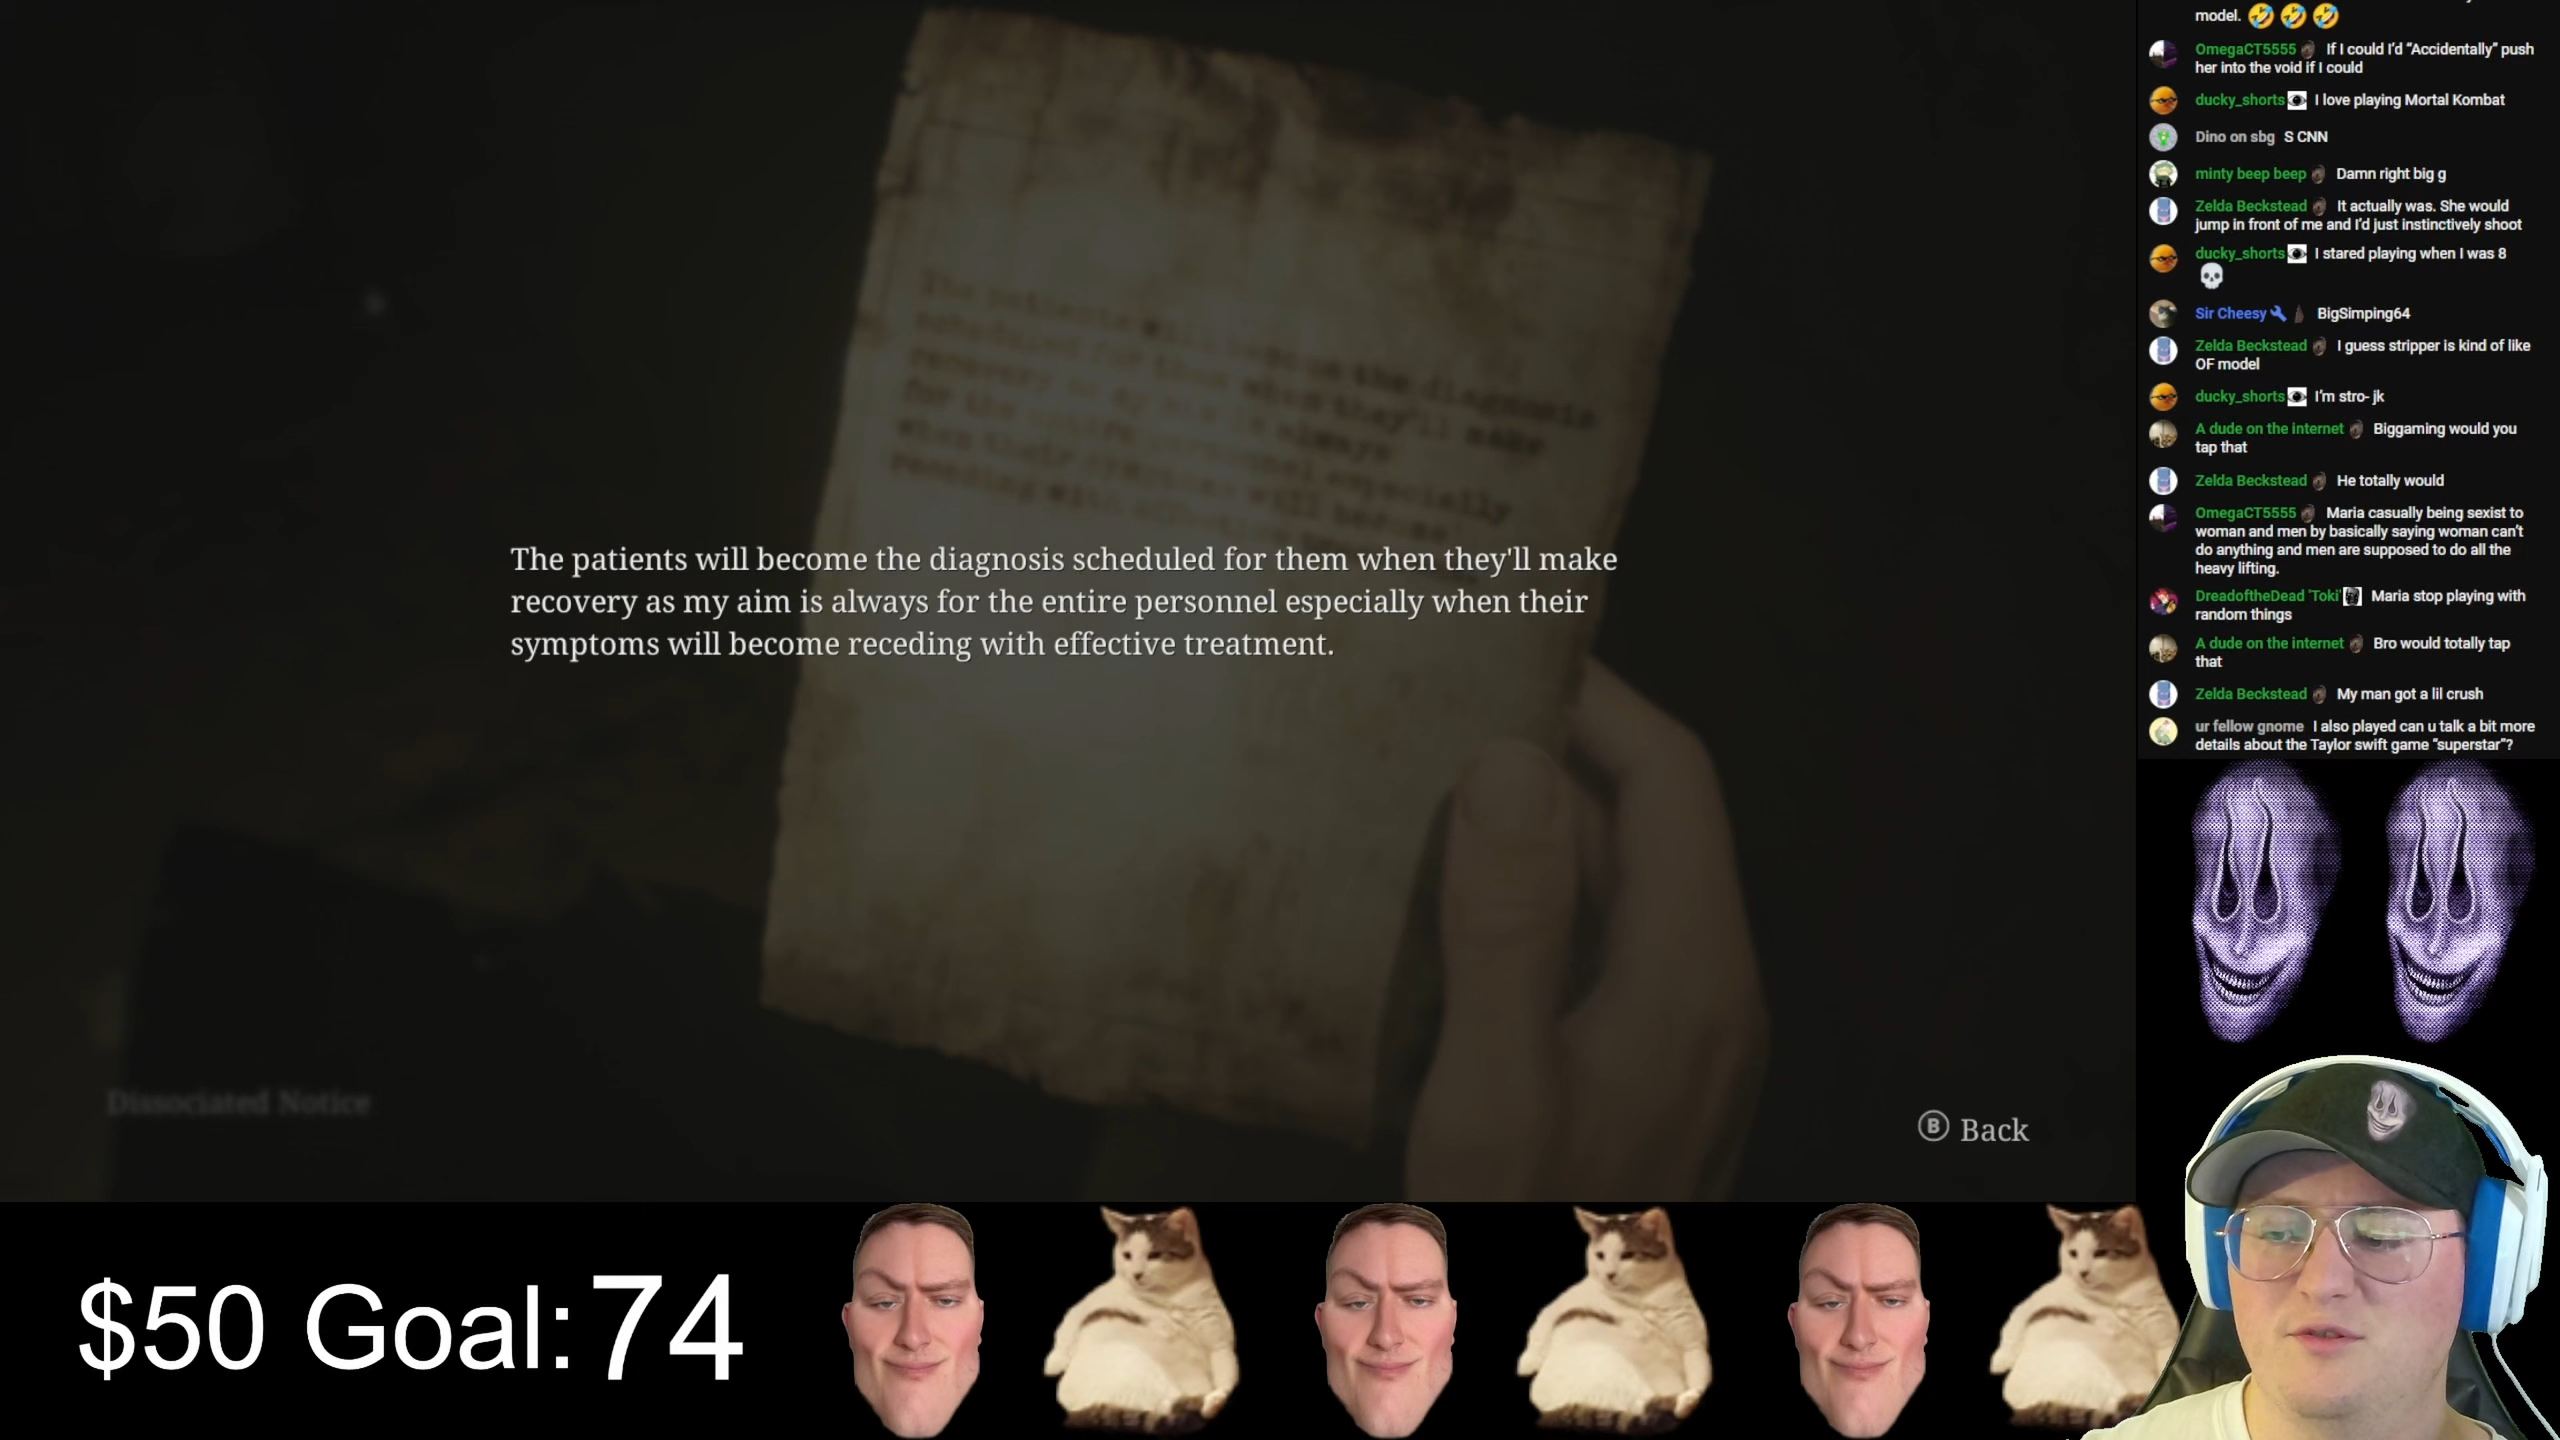 The patients will become the diagnosis scheduled for them when they'll make
recovery as my aim is always for the entire personnel especially when their
symptoms will become receding with effective treatment.
Dissociated Notice
B Back
model. 🤣🤣🤣
OmegaCT5555 If I could I'd “Accidentally” push
her into the void if I could
ducky_shorts I love playing Mortal Kombat
Dino on sbg S CNN
minty beep beep Damn right big g
Zelda Beckstead It actually was. She would
jump in front of me and I'd just instinctively shoot
ducky_shorts I stared playing when I was 8
💀
Sir Cheesy BigSimping64
Zelda Beckstead I guess stripper is kind of like
OF model
ducky_shorts I'm stro- jk
A dude on the internet Biggaming would you
tap that
Zelda Beckstead He totally would
OmegaCT5555 Maria casually being sexist to
woman and men by basically saying woman can't
do anything and men are supposed to do all the
heavy lifting.
DreadoftheDead 'Toki' Maria stop playing with
random things
A dude on the internet Bro would totally tap
that
Zelda Beckstead My man got a lil crush
ur fellow gnome I also played can u talk a bit more
details about the Taylor swift game “superstar”?
$50 Goal: 74